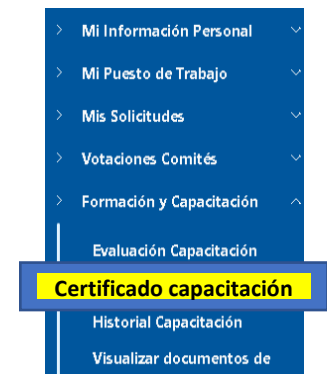 Mi Información Personal
Mi Puesto de Trabajo
Mis Solicitudes
Votaciones Comités
Formación y Capacitación
Evaluación Capacitación
Certificado capacitación
Historial Capacitación
Visualizar documentos de